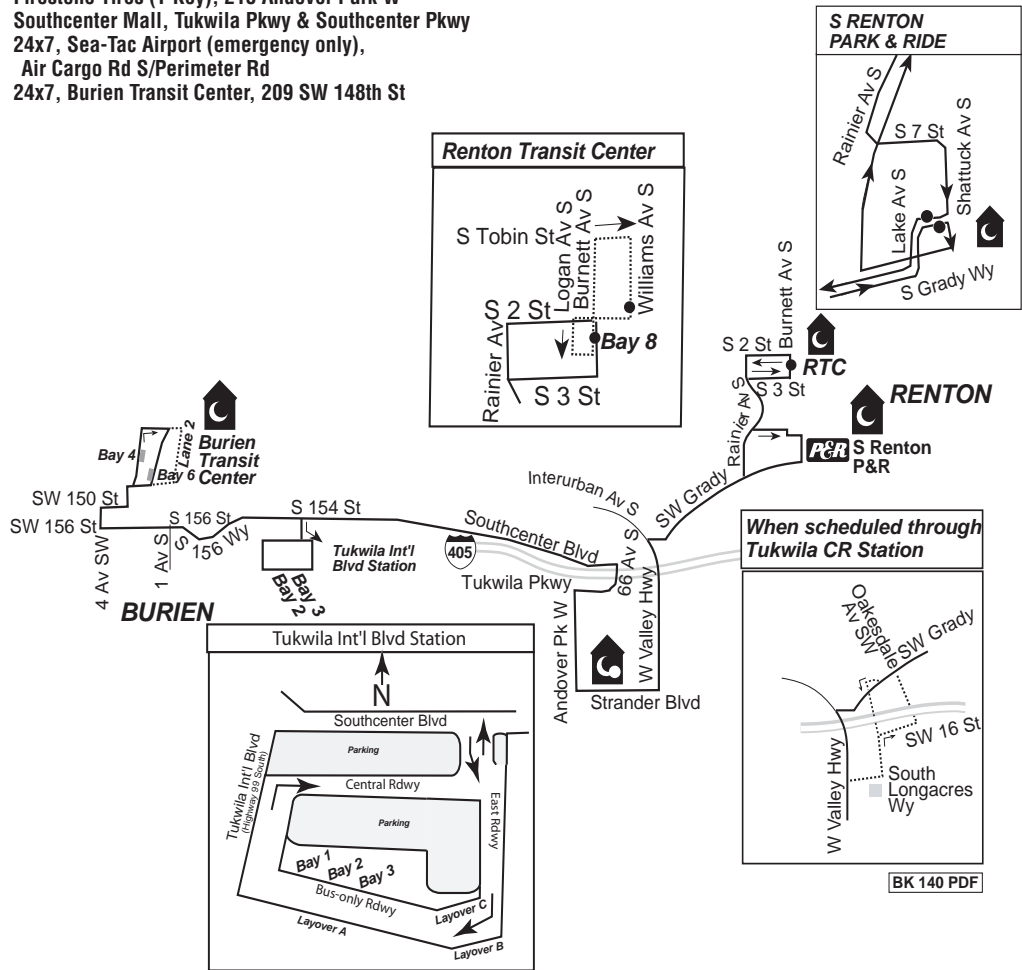 Southcenter Mall, Tukwila Pkwy & Southcenter Pkwy
24x7, Sea-Tac Airport (emergency only),
Air Cargo Rd S/Perimeter Rd
24x7, Burien Transit Center, 209 SW 148th St
S RENTON
PARK & RIDE
Rainier Av S
S 7 St
Shattuck Av S
Lake Av S
S Grady Wy
Renton Transit Center
S Tobin St
Logan Av S
Burnett Av S
Williams Av S
S 2 St
Rainier Av
Bay 8
S 3 St
Burnett Av S
S 2 St
RTC
S 3 St
RENTON
Rainier Av S
P&R
S Renton
P&R
SW Grady
Interurban Av S
Lane 2
Burien
Transit
Center
Bay 4
Bay 6
SW 150 St
SW 156 St
S 156 St
S 156 Wy
S 154 St
4 Av SW
1 Av S
BURIEN
Tukwila Int'l
Blvd Station
Bay 3
Bay 2
405
Southcenter Blvd
Tukwila Pkwy
66 Av S
Andover Pk W
W Valley Hwy
Strander Blvd
When scheduled through
Tukwila CR Station
Oakesdale
Av SW
SW Grady
SW 16 St
W Valley Hwy
South
Longacres
Wy
Tukwila Int'l Blvd Station
N
Southcenter Blvd
Parking
Tukwila Int'l Blvd
(Highway 99 South)
Central Rdwy
Parking
East Rdwy
Bay 1
Bay 2
Bay 3
Bus-only Rdwy
Layover A
Layover C
Layover B
BK 140 PDF